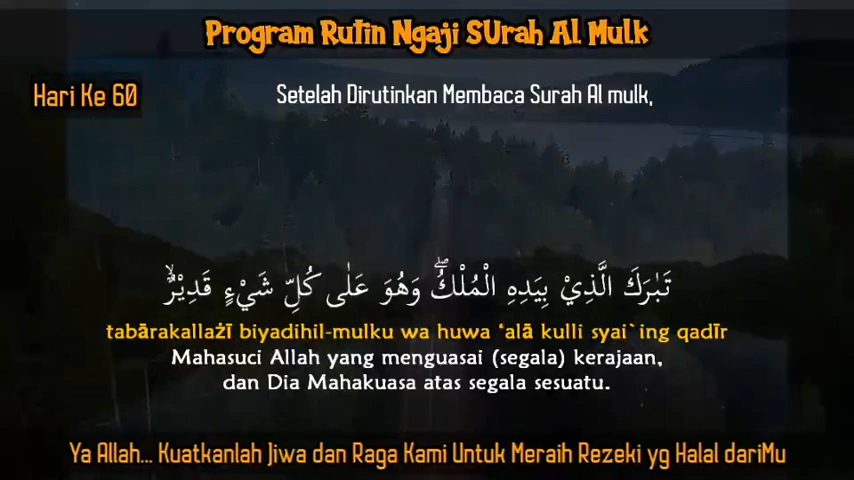 Program Rutin Ngaji SUrah Al Mulk
Hari Ke 60
Setelah Dirutinkan Membaca Surah Al mulk,
تَبٰرَكَ الَّذِيْ بِيَدِهِ الْمُلْكُۖ وَهُوَ عَلٰى كُلِّ شَيْءٍ قَدِيْرٌۙ
tabārakallażī biyadihil-mulku wa huwa ‘alā kulli syai`ing qadīr
Mahasuci Allah yang menguasai (segala) kerajaan,
dan Dia Mahakuasa atas segala sesuatu.
Ya Allah... Kuatkanlah Jiwa dan Raga Kami Untuk Meraih Rezeki yg Halal dariMu